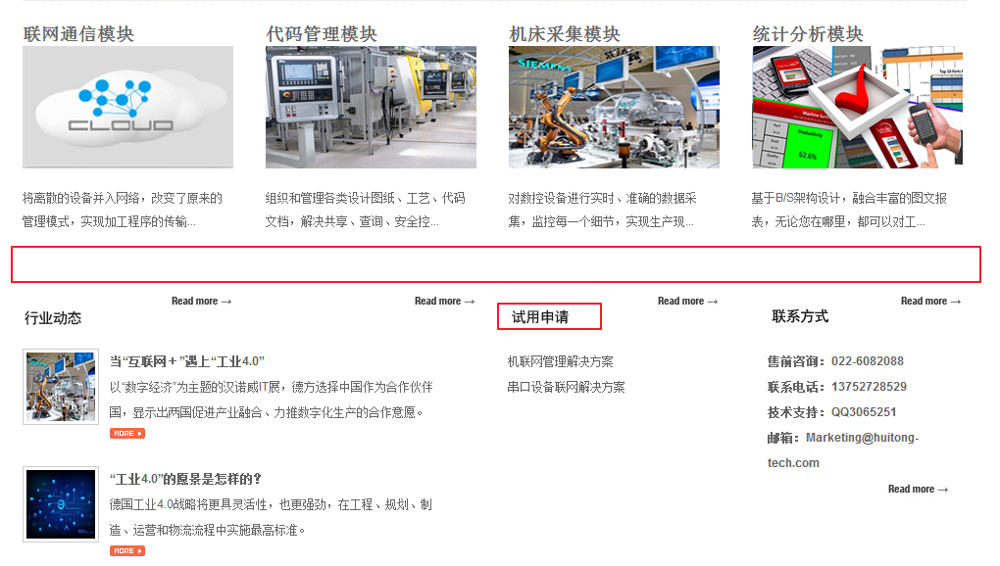 联网通信模块
代码管理模块
机床采集模块
统计分析模块
CLOUD
SIEMENS
Productivity
62.6%
将离散的设备并入网络，改变了原来的
管理模式，实现加工程序的传输...
组织和管理各类设计图纸、工艺、代码
文档，解决共享、查询、安全控...
对数控设备进行实时、准确的数据采
集，监控每一个细节，实现生产现...
基于B/S架构设计，融合丰富的图文报
表，无论您在哪里，都可以对工...
Read more →
Read more →
Read more →
Read more →
行业动态
当“互联网＋”遇上“工业4.0”
以“数字经济”为主题的汉诺威IT展，德方选择中国作为合作伙伴
国，显示出两国促进产业融合、力推数字化生产的合作意愿。
MORE
“工业4.0”的愿景是怎样的？
德国工业4.0战略将更具灵活性，也更强劲，在工程、规划、制
造、运营和物流流程中实施最高标准。
MORE
试用申请
机联网管理解决方案
串口设备联网解决方案
联系方式
售前咨询：022-6082088
联系电话：13752728529
技术支持：QQ3065251
邮箱：Marketing@huitong-
tech.com
Read more →